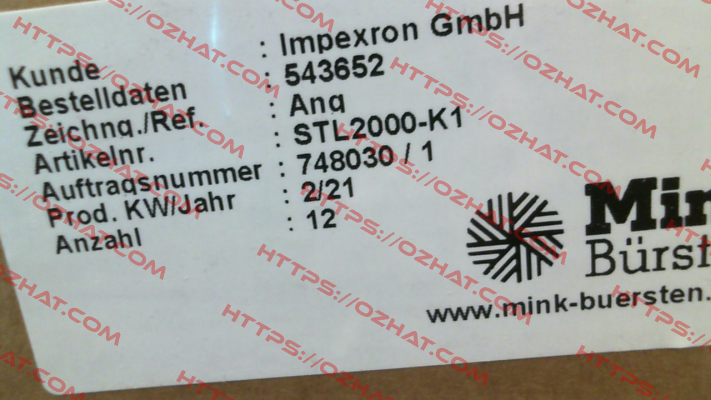 Kunde : Impexron GmbH
Bestelldaten : 543652
Zeichng./Ref. : Ang
Artikelnr. : STL2000-K1
Auftragsnummer : 748030 / 1
Prod. KW/Jahr : 2/21
Anzahl : 12
Min
Bürst
www.mink-buersten.
HTTPS://OZHAT.COM